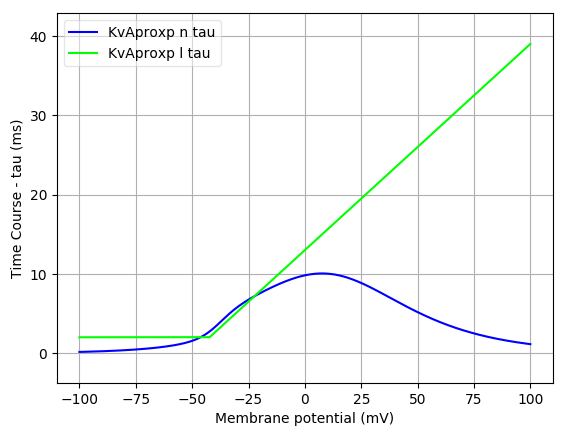 KvAproxp n tau
KvAproxp l tau
Time Course - tau (ms)
40
30
20
10
0
−100 −75 −50 −25 0 25 50 75 100
Membrane potential (mV)